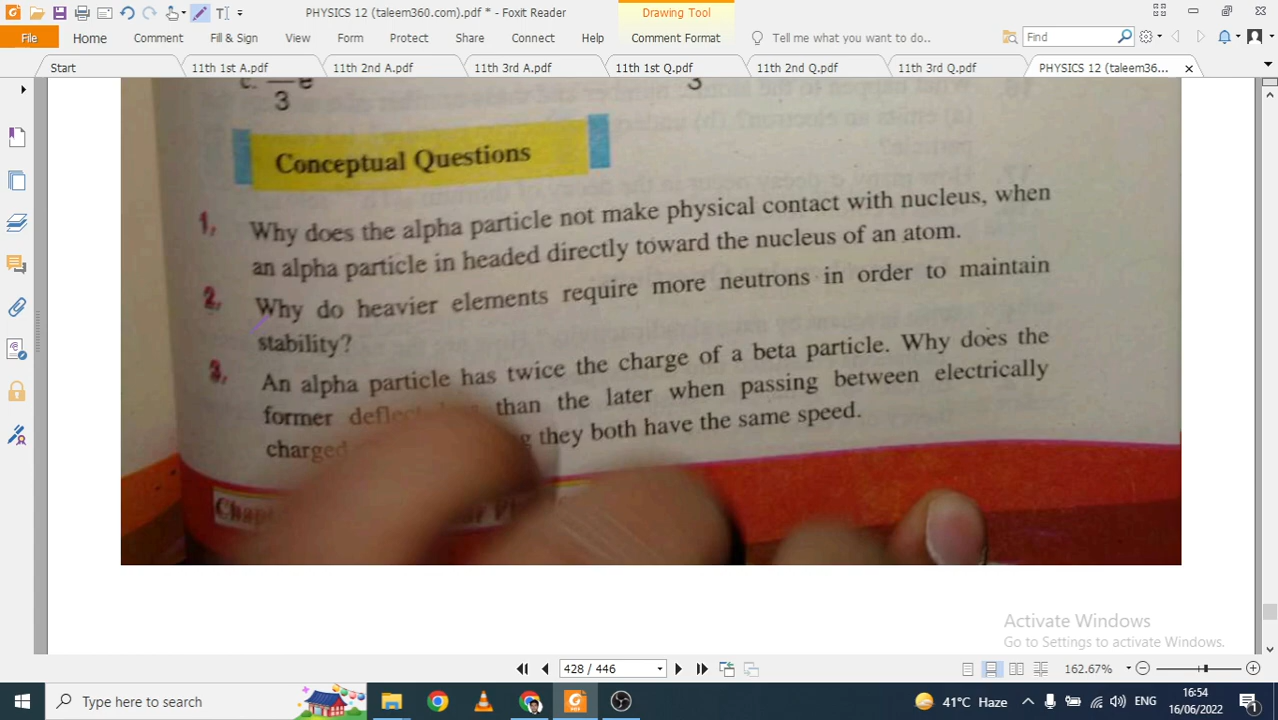 PHYSICS 12 (taleem360.com).pdf * - Foxit Reader
Drawing Tool
File Home Comment Fill & Sign View Form Protect Share Connect Help Comment Format Tell me what you want to do.. Find
Start 11th 1st A.pdf 11th 2nd A.pdf 11th 3rd A.pdf 11th 1st Q.pdf 11th 2nd Q.pdf 11th 3rd Q.pdf PHYSICS 12 (taleem36...
3 3
Conceptual Questions
1, Why does the alpha particle not make physical contact with nucleus, when
an alpha particle in headed directly toward the nucleus of an atom.
2. Why do heavier elements require more neutrons in order to maintain
stability?
3. An alpha particle has twice the charge of a beta particle. Why does the
former than the later when passing between electrically
charged they both have the same speed.
Activate Windows
Go to Settings to activate Windows.
428 / 446 162.67%
Type here to search 41°C Haze ENG 16:54
16/06/2022